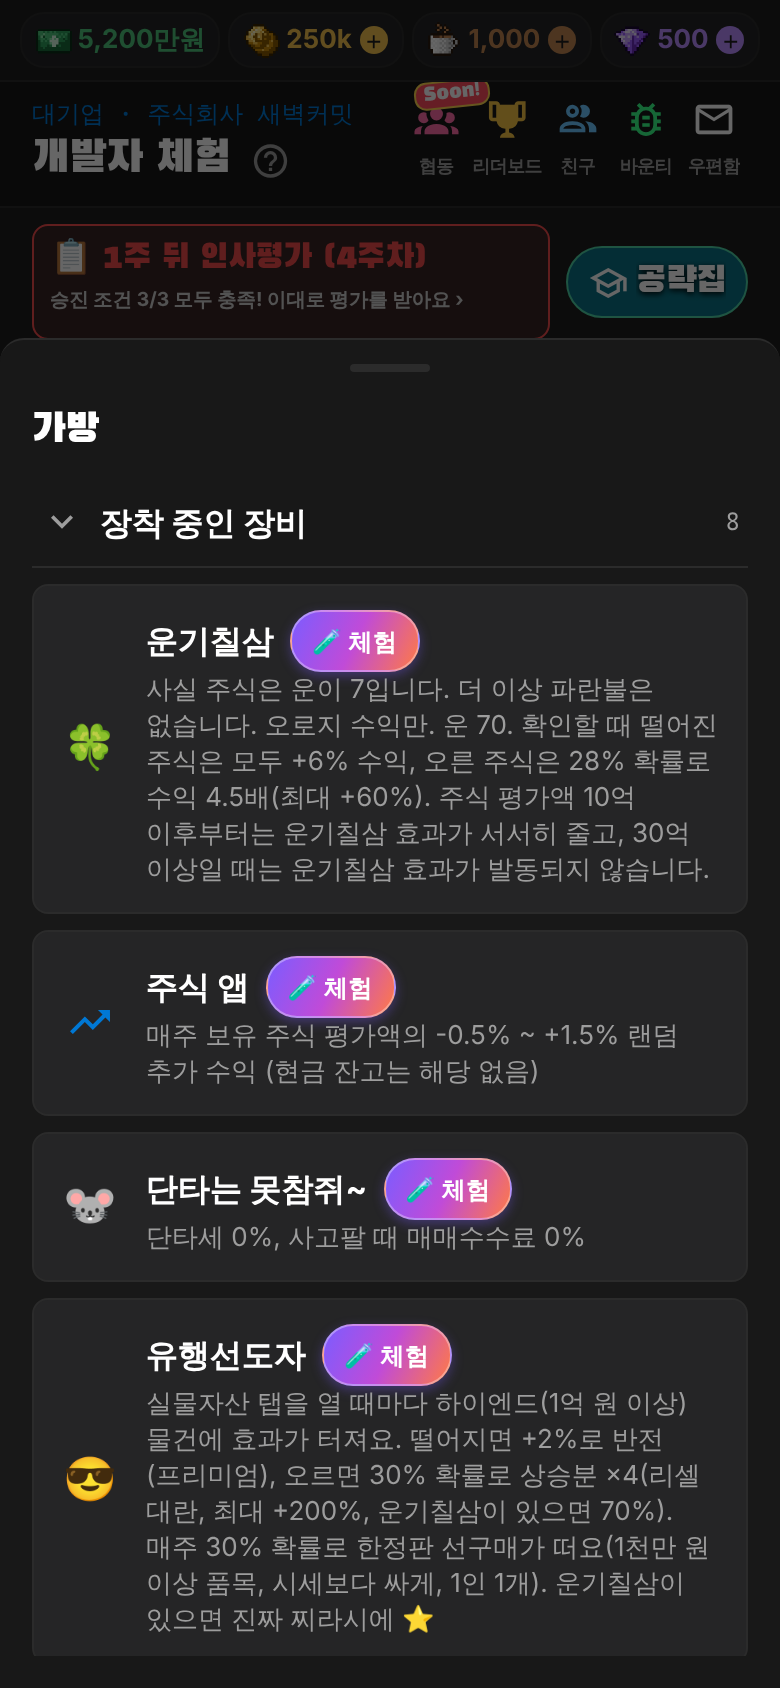 5,200만원 250k 1,000 500
대기업 · 주식회사 새벽커밋
개발자 체험
Soon!
협동 리더보드 친구 바운티 우편함
1주 뒤 인사평가 (4주차)
승진 조건 3/3 모두 충족! 이대로 평가를 받아요 ›
공략집
가방
장착 중인 장비 8
운기칠삼 체험
사실 주식은 운이 7입니다. 더 이상 파란불은
없습니다. 오로지 수익만. 운 70. 확인할 때 떨어진
주식은 모두 +6% 수익, 오른 주식은 28% 확률로
수익 4.5배(최대 +60%). 주식 평가액 10억
이후부터는 운기칠삼 효과가 서서히 줄고, 30억
이상일 때는 운기칠삼 효과가 발동되지 않습니다.
주식 앱 체험
매주 보유 주식 평가액의 -0.5% ~ +1.5% 랜덤
추가 수익 (현금 잔고는 해당 없음)
단타는 못참쥐~ 체험
단타세 0%, 사고팔 때 매매수수료 0%
유행선도자 체험
실물자산 탭을 열 때마다 하이엔드(1억 원 이상)
물건에 효과가 터져요. 떨어지면 +2%로 반전
(프리미엄), 오르면 30% 확률로 상승분 ×4(리셀
대란, 최대 +200%, 운기칠삼이 있으면 70%).
매주 30% 확률로 한정판 선구매가 떠요(1천만 원
이상 품목, 시세보다 싸게, 1인 1개). 운기칠삼이
있으면 진짜 찌라시에 ⭐